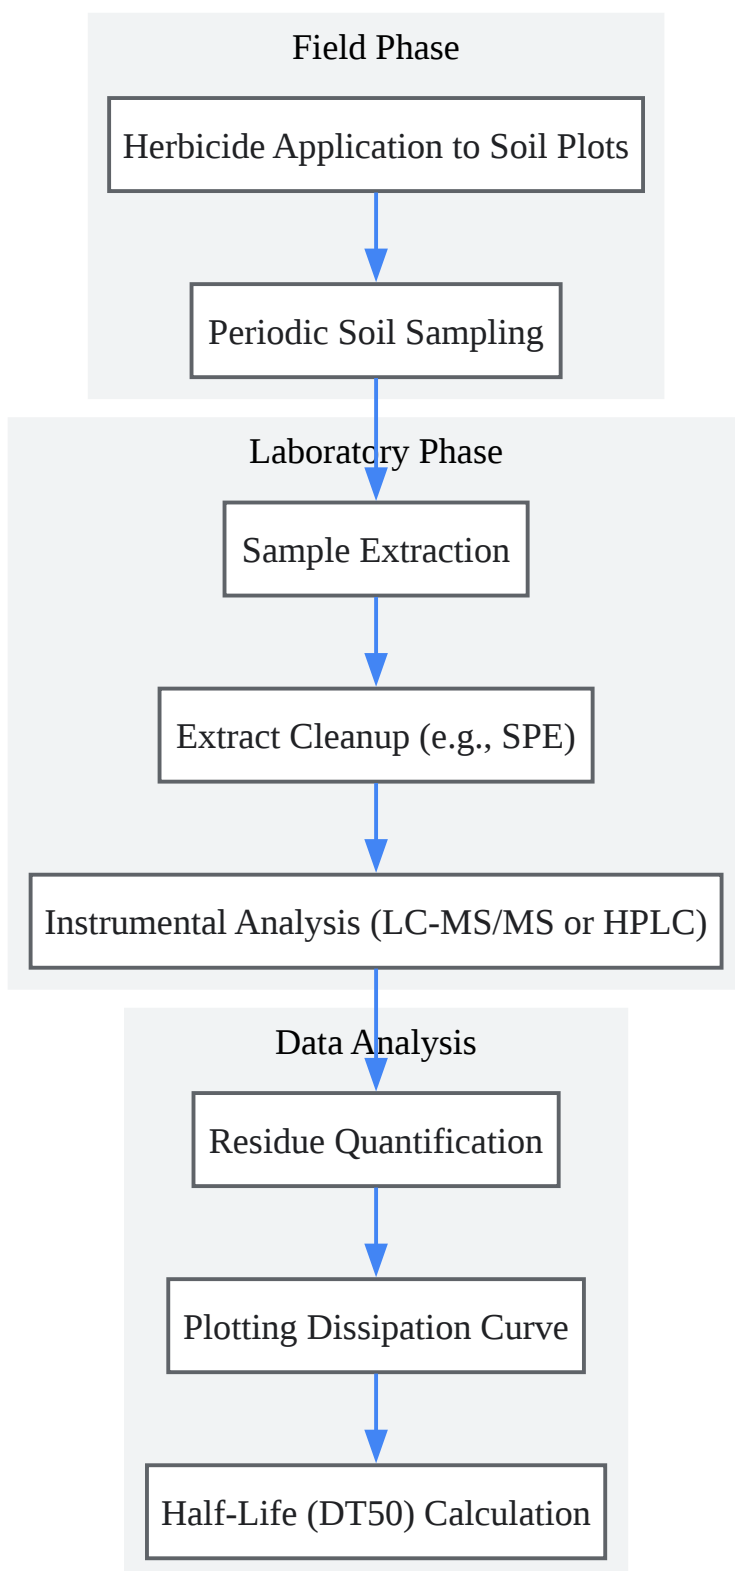 Field Phase
Herbicide Application to Soil Plots
Periodic Soil Sampling
Laboratory Phase
Sample Extraction
Extract Cleanup (e.g., SPE)
Instrumental Analysis (LC-MS/MS or HPLC)
Data Analysis
Residue Quantification
Plotting Dissipation Curve
Half-Life (DT50) Calculation